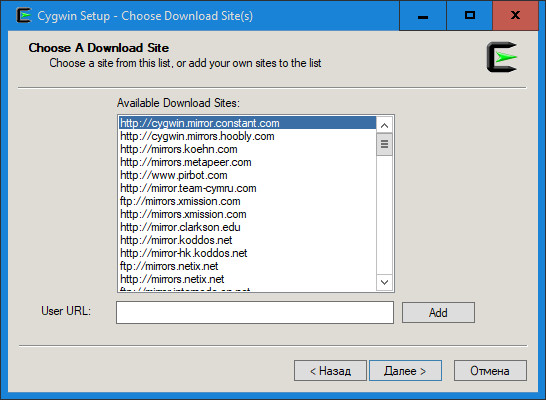 Cygwin Setup - Choose Download Site(s)
Choose A Download Site
Choose a site from this list, or add your own sites to the list
Available Download Sites:
http://cygwin.mirror.constant.com
http://cygwin.mirrors.hoobly.com
http://mirrors.koehn.com
http://mirrors.metapeer.com
http://www.pirbot.com
http://mirror.team-cymru.com
ftp://mirrors.xmission.com
http://mirrors.xmission.com
http://mirror.clarkson.edu
http://mirror.koddos.net
http://mirror-hk.koddos.net
ftp://mirrors.netix.net
http://mirrors.netix.net
User URL:
Add
< Назад
Далее >
Отмена